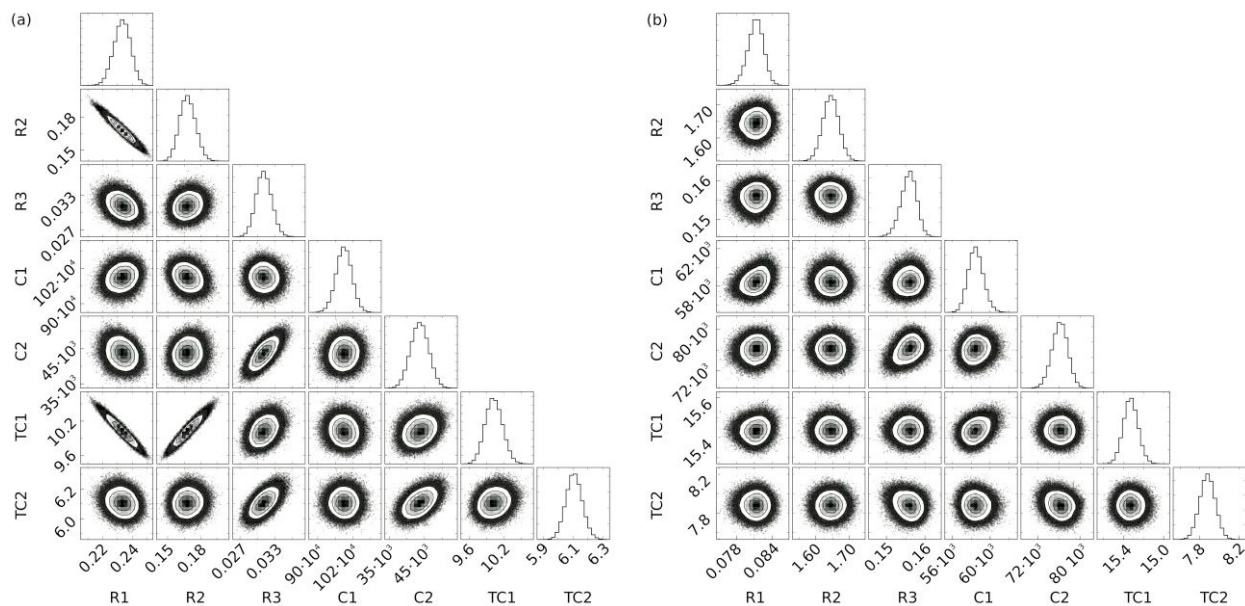 (a)
R2
0.18
0.15
R3
0.033
0.027
C1
102·10⁴
90·10⁴
C2
45·10³
35·10³
TC1
10.2
9.6
TC2
6.2
6.0
0.22
0.24
0.15
0.18
0.027
0.033
90·10⁴
102·10⁴
35·10³
45·10³
9.6
10.2
5.9
6.1
6.3
R1
R2
R3
C1
C2
TC1
TC2
(b)
R2
1.70
1.60
R3
0.16
0.15
C1
62·10³
58·10³
C2
80·10³
72·10³
TC1
15.6
15.4
TC2
8.2
7.8
0.078
0.084
1.60
1.70
0.15
0.16
56·10³
60·10³
72·10³
80·10³
15.4
15.0
7.8
8.2
R1
R2
R3
C1
C2
TC1
TC2